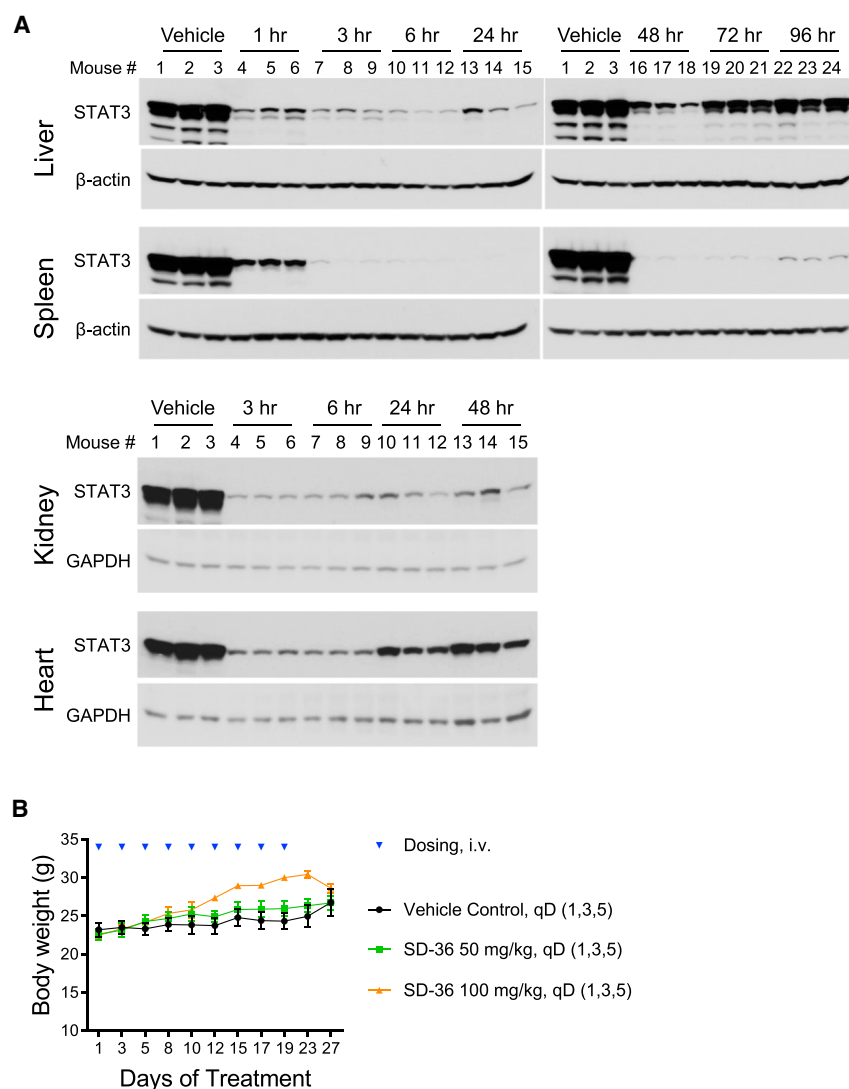 A
Vehicle 1 hr 3 hr 6 hr 24 hr Vehicle 48 hr 72 hr 96 hr
Mouse # 1 2 3 4 5 6 7 8 9 10 11 12 13 14 15 1 2 3 16 17 18 19 20 21 22 23 24
Liver
STAT3
β-actin
Spleen
STAT3
β-actin
Vehicle 3 hr 6 hr 24 hr 48 hr
Mouse # 1 2 3 4 5 6 7 8 9 10 11 12 13 14 15
Kidney
STAT3
GAPDH
Heart
STAT3
GAPDH
B
Body weight (g)
35
30
25
20
15
10
1 3 5 8 10 12 15 17 19 23 27
Days of Treatment
Dosing, i.v.
Vehicle Control, qD (1,3,5)
SD-36 50 mg/kg, qD (1,3,5)
SD-36 100 mg/kg, qD (1,3,5)